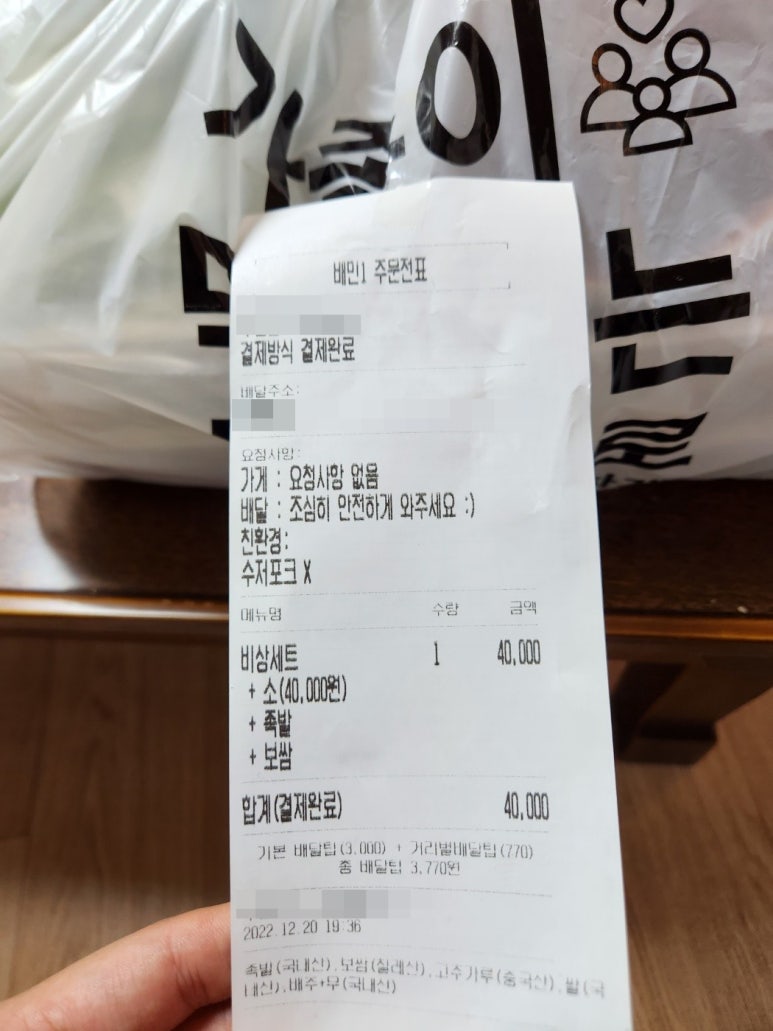 배민1 주문전표
결제방식 결제완료
배달주소:
요청사항:
가게 : 요청사항 없음
배달 : 조심히 안전하게 와주세요 :)
친환경:
수저포크 X
메뉴명 수량 금액
비상세트 1 40,000
+ 소(40,000원)
+ 족발
+ 보쌈
합계(결제완료) 40,000
기본 배달팁(3,000) + 거리별배달팁(770)
총 배달팁 3,770원
2022.12.20 19:36
족발(국내산),보쌈(칠레산),고추가루(중국산),쌀(국
내산),배추+무(국내산)